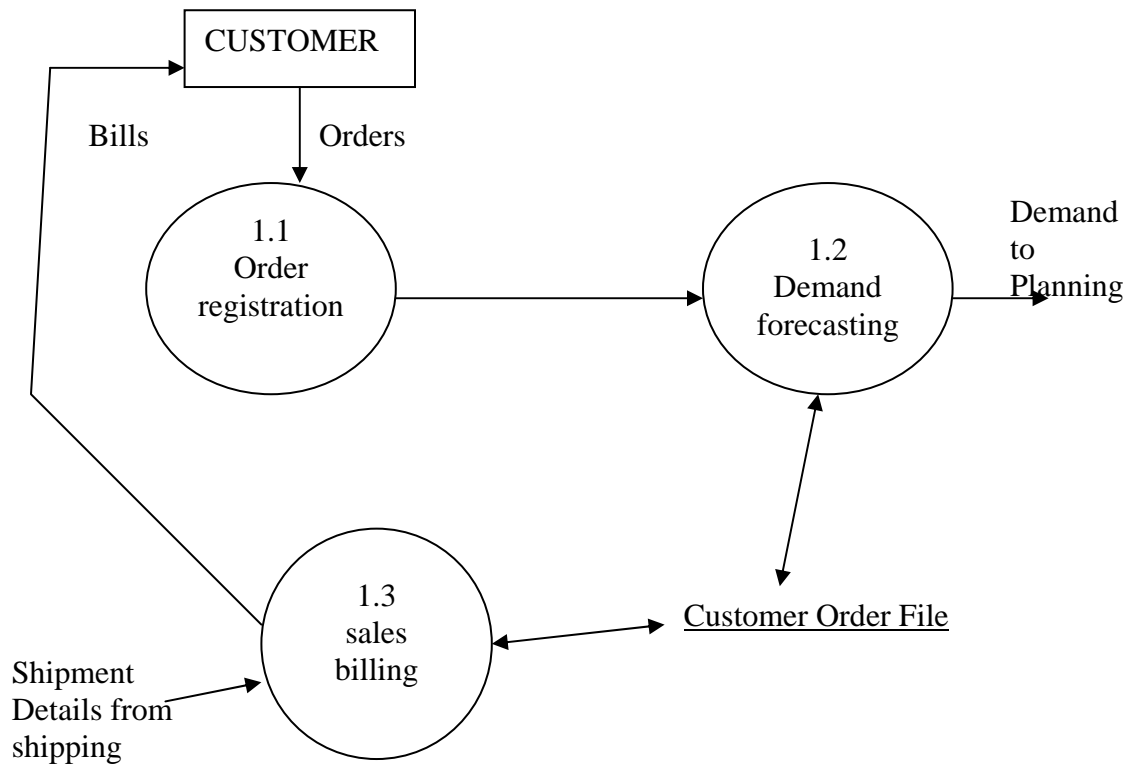 CUSTOMER
Bills
Orders
1.1
Order
registration
1.2
Demand
forecasting
Demand
to
Planning
1.3
sales
billing
Customer Order File
Shipment
Details from
shipping